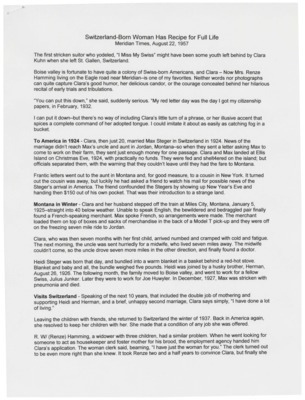 Switzerland-Born Woman Has Recipe for Full Life
Meridian Times, August 22, 1957
The first stricken suitor who yodeled, "I Miss My Swiss" might have been some youth left behind by Clara
Kuhn when she left St. Gallen, Switzerland.
Boise valley is fortunate to have quite a colony of Swiss-born Americans, and Clara – Now Mrs. Renze
Hamming living on the Eagle road near Meridian–is one of my favorites. Neither words nor photographs
can quite capture Clara's good humor, her delicious candor, or the courage concealed behind her hilarious
recital of early trials and tribulations.
"You can put this down," she said, suddenly serious. "My red letter day was the day I got my citizenship
papers, in February, 1932.
I can put it down–but there's no way of including Clara's little turn of a phrase, or her fluent accent that
spices a complete command of her adopted tongue. I could imitate it about as easily as catching fog in a
bucket.
To America in 1924 - Clara, then just 20, married Max Steger in Switzerland in 1924. News of the
marriage didn't reach Max's uncle and aunt in Jordan, Montana–so when they sent a letter asking Max to
come to work on their farm, they sent just enough money for one passage. Clara and Max landed at Ellis
Island on Christmas Eve, 1924, with practically no funds. They were fed and sheltered on the island, but
officials separated them, with the warning that they couldn't leave until they had the fare to Montana.
Frantic letters went out to the aunt in Montana and, for good measure, to a cousin in New York. It turned
out the cousin was away, but luckily he had asked a friend to watch his mail for possible news of the
Steger's arrival in America. The friend confounded the Stegers by showing up New Year's Eve and
handing their $150 out of his own pocket. That was their introduction to a strange land.
Montana in Winter - Clara and her husband stepped off the train at Miles City, Montana, January 5,
1925–straight into 40 below weather. Unable to speak English, the bewildered and bedraggled pair finally
found a French-speaking merchant. Max spoke French, so arrangements were made. The merchant
loaded them on top of boxes and sacks of merchandise in the back of a Model T pick-up and they were off
on the freezing seven mile ride to Jordan.
Clara, who was then seven months with her first child, arrived numbed and cramped with cold and fatigue.
The next morning, the uncle was sent hurriedly for a midwife, who lived seven miles away. The midwife
couldn't come, so the uncle drove seven more miles in the other direction, and finally found a doctor.
Heidi Steger was born that day, and bundled into a warm blanket in a basket behind a red-hot stove.
Blanket and baby and all, the bundle weighed five pounds. Heidi was joined by a husky brother, Herman,
August 26, 1926. The following month, the family moved to Boise valley, and went to work for a fellow
Swiss, Julius Junker. Later they went to work for Joe Huwyler. In December, 1927, Max was stricken with
pneumonia and died.
Visits Switzerland - Speaking of the next 10 years, that included the double job of mothering and
supporting Heidi and Herman, and a brief, unhappy second marriage, Clara says simply, "I have done a lot
of living."
Leaving the children with friends, she returned to Switzerland the winter of 1937. Back in America again,
she resolved to keep her children with her. She made that a condition of any job she was offered.
R. W/ (Renze) Hamming, a widower with three children, had a similar problem. When he went looking for
someone to act as housekeeper and foster mother for his brood, the employment agency handed him
Clara's application. The woman clerk said, beaming, "I have just the woman for you." The clerk turned out
to be even more right than she knew. It took Renze two and a half years to convince Clara, but finally she